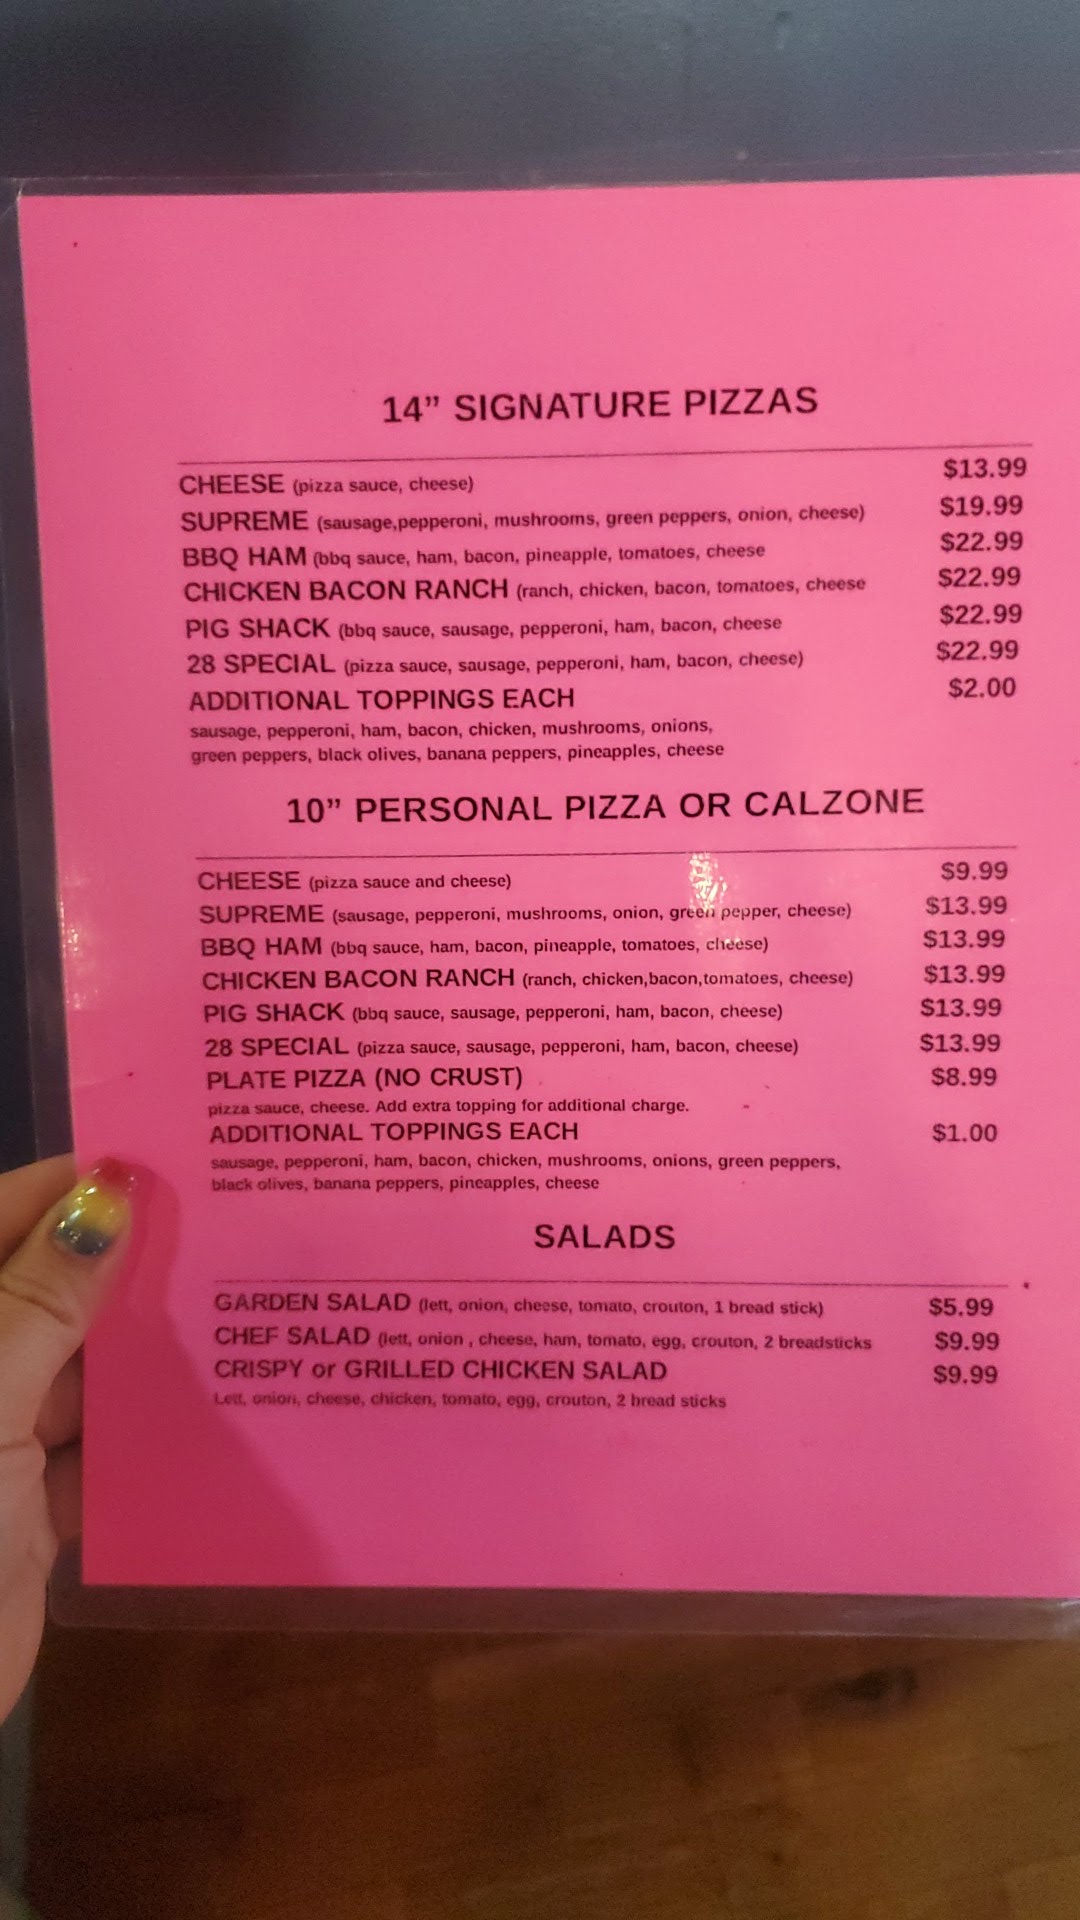 14” SIGNATURE PIZZAS
CHEESE (pizza sauce, cheese) $13.99
SUPREME (sausage,pepperoni, mushrooms, green peppers, onion, cheese) $19.99
BBQ HAM (bbq sauce, ham, bacon, pineapple, tomatoes, cheese $22.99
CHICKEN BACON RANCH (ranch, chicken, bacon, tomatoes, cheese $22.99
PIG SHACK (bbq sauce, sausage, pepperoni, ham, bacon, cheese $22.99
28 SPECIAL (pizza sauce, sausage, pepperoni, ham, bacon, cheese) $22.99
ADDITIONAL TOPPINGS EACH $2.00
sausage, pepperoni, ham, bacon, chicken, mushrooms, onions,
green peppers, black olives, banana peppers, pineapples, cheese
10” PERSONAL PIZZA OR CALZONE
CHEESE (pizza sauce and cheese) $9.99
SUPREME (sausage, pepperoni, mushrooms, onion, green pepper, cheese) $13.99
BBQ HAM (bbq sauce, ham, bacon, pineapple, tomatoes, cheese) $13.99
CHICKEN BACON RANCH (ranch, chicken,bacon,tomatoes, cheese) $13.99
PIG SHACK (bbq sauce, sausage, pepperoni, ham, bacon, cheese) $13.99
28 SPECIAL (pizza sauce, sausage, pepperoni, ham, bacon, cheese) $13.99
PLATE PIZZA (NO CRUST) $8.99
pizza sauce, cheese. Add extra topping for additional charge.
ADDITIONAL TOPPINGS EACH $1.00
sausage, pepperoni, ham, bacon, chicken, mushrooms, onions, green peppers,
black olives, banana peppers, pineapples, cheese
SALADS
GARDEN SALAD (lett, onion, cheese, tomato, crouton, 1 bread stick) $5.99
CHEF SALAD (lett, onion , cheese, ham, tomato, egg, crouton, 2 breadsticks $9.99
CRISPY or GRILLED CHICKEN SALAD $9.99
Lett, onion, cheese, chicken, tomato, egg, crouton, 2 bread sticks